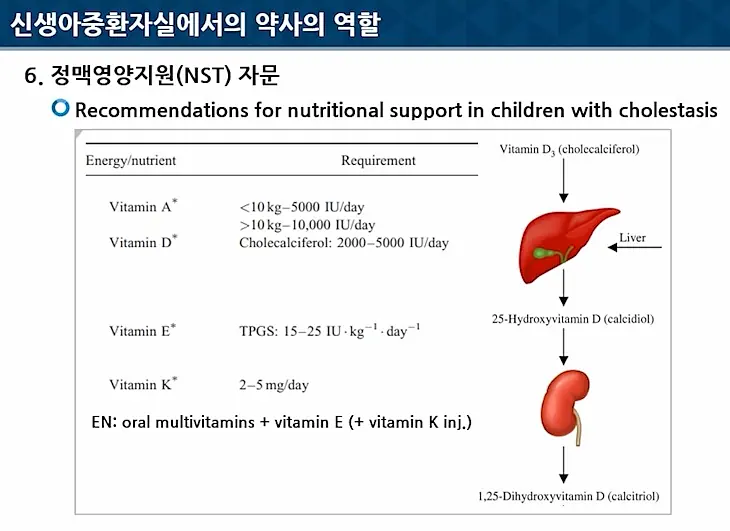 신생아중환자실에서의 약사의 역할
6. 정맥영양지원(NST) 자문
Recommendations for nutritional support in children with cholestasis
Energy/nutrient Requirement
Vitamin A* <10 kg–5000 IU/day
>10 kg–10,000 IU/day
Vitamin D* Cholecalciferol: 2000–5000 IU/day
Vitamin E* TPGS: 15–25 IU·kg⁻¹·day⁻¹
Vitamin K* 2–5 mg/day
EN: oral multivitamins + vitamin E (+ vitamin K inj.)
Vitamin D₃ (cholecalciferol)
Liver
25-Hydroxyvitamin D (calcidiol)
1,25-Dihydroxyvitamin D (calcitriol)